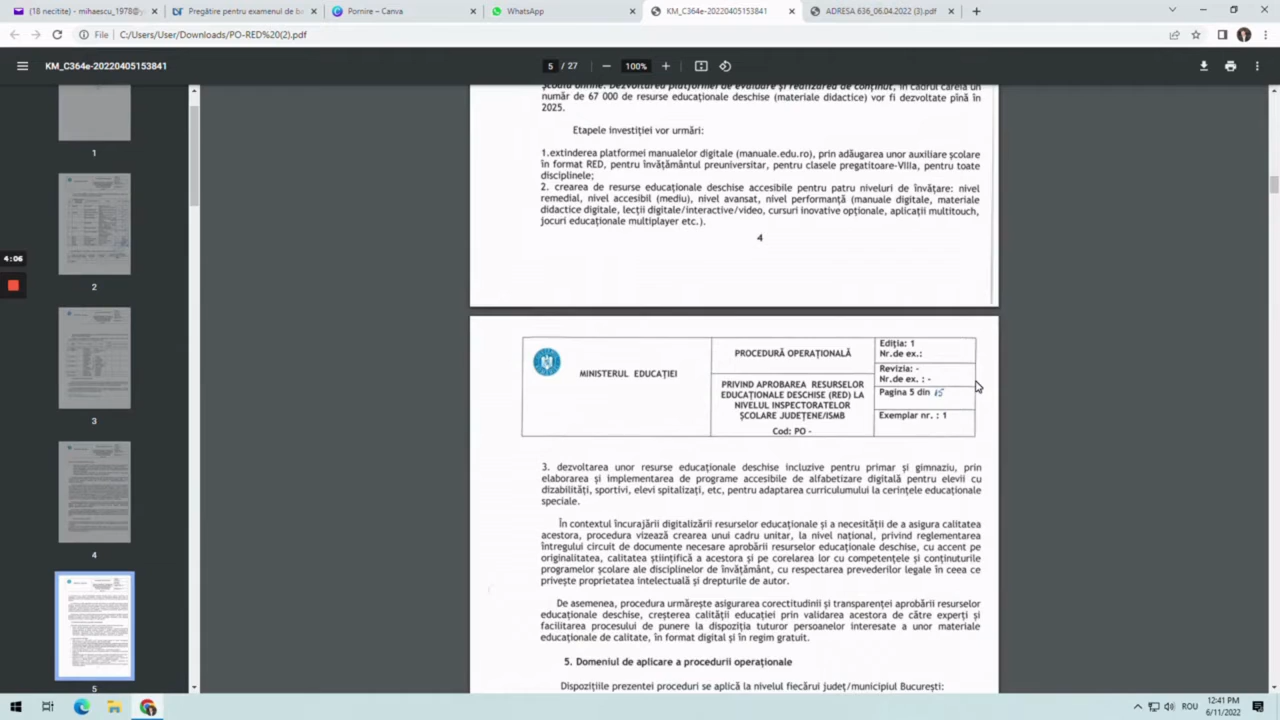 (18 necitite) - mihaescu_1978@y
Pregătire pentru examenul de b
Pornire – Canva
WhatsApp
KM_C364e-20220405153841
ADRESA 636_06.04.2022 (3).pdf
File
C:/Users/User/Downloads/PO-RED%20(2).pdf
KM_C364e-20220405153841
5 / 27
100%
1
2
3
4
5
4:06
Școala online: Dezvoltarea platformei de evaluare și realizarea de conținut, în cadrul căreia un
număr de 67 000 de resurse educaționale deschise (materiale didactice) vor fi dezvoltate pînă în
2025.
Etapele investiției vor urmări:
1.extinderea platformei manualelor digitale (manuale.edu.ro), prin adăugarea unor auxiliare școlare
în format RED, pentru învățământul preuniversitar, pentru clasele pregatitoare-VIIIa, pentru toate
disciplinele;
2. crearea de resurse educaționale deschise accesibile pentru patru niveluri de învățare: nivel
remedial, nivel accesibil (mediu), nivel avansat, nivel performanță (manuale digitale, materiale
didactice digitale, lecții digitale/interactive/video, cursuri inovative opționale, aplicații multitouch,
jocuri educaționale multiplayer etc.).
4
MINISTERUL EDUCAȚIEI
PROCEDURĂ OPERAȚIONALĂ
PRIVIND APROBAREA RESURSELOR
EDUCAȚIONALE DESCHISE (RED) LA
NIVELUL INSPECTORATELOR
ȘCOLARE JUDEȚENE/ISMB
Cod: PO -
Ediția: 1
Nr.de ex.:
Revizia: -
Nr.de ex. : -
Pagina 5 din 15
Exemplar nr. : 1
3. dezvoltarea unor resurse educaționale deschise incluzive pentru primar și gimnaziu, prin
elaborarea și implementarea de programe accesibile de alfabetizare digitală pentru elevii cu
dizabilități, sportivi, elevi spitalizați, etc, pentru adaptarea curriculumului la cerințele educaționale
speciale.
În contextul încurajării digitalizării resurselor educaționale și a necesității de a asigura calitatea
acestora, procedura vizează crearea unui cadru unitar, la nivel național, privind reglementarea
întregului circuit de documente necesare aprobării resurselor educaționale deschise, cu accent pe
originalitatea, calitatea științifică a acestora și pe corelarea lor cu competențele și conținuturile
programelor școlare ale disciplinelor de învățământ, cu respectarea prevederilor legale în ceea ce
privește proprietatea intelectuală și drepturile de autor.
De asemenea, procedura urmărește asigurarea corectitudinii și transparenței aprobării resurselor
educaționale deschise, creșterea calității educației prin validarea acestora de către experți și
facilitarea procesului de punere la dispoziția tuturor persoanelor interesate a unor materiale
educaționale de calitate, în format digital și în regim gratuit.
5. Domeniul de aplicare a procedurii operaționale
Dispozițiile prezentei proceduri se aplică la nivelul fiecărui județ/municipiul București:
ROU
12:41 PM
6/11/2022